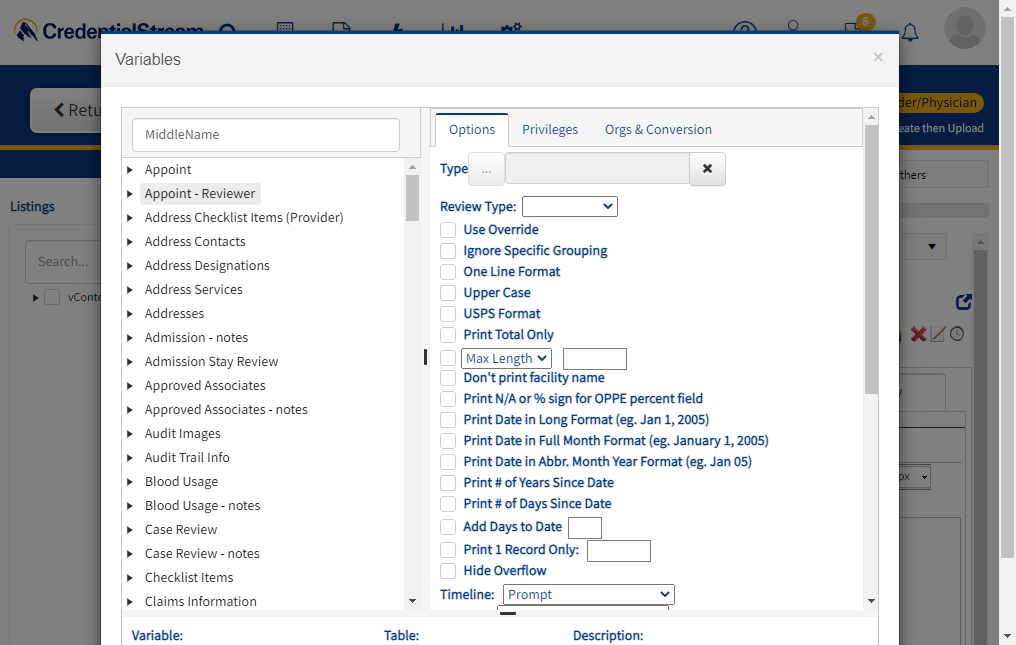 CredentialStream
6
Variables
×
Retu
der/Physician
eate then Upload
thers
Listings
Search...
vConte
MiddleName
Appoint
Appoint - Reviewer
Address Checklist Items (Provider)
Address Contacts
Address Designations
Address Services
Addresses
Admission - notes
Admission Stay Review
Approved Associates
Approved Associates - notes
Audit Images
Audit Trail Info
Blood Usage
Blood Usage - notes
Case Review
Case Review - notes
Checklist Items
Claims Information
Options
Privileges
Orgs & Conversion
Type
...
Review Type:
Use Override
Ignore Specific Grouping
One Line Format
Upper Case
USPS Format
Print Total Only
Max Length
Don't print facility name
Print N/A or % sign for OPPE percent field
Print Date in Long Format (eg. Jan 1, 2005)
Print Date in Full Month Format (eg. January 1, 2005)
Print Date in Abbr. Month Year Format (eg. Jan 05)
Print # of Years Since Date
Print # of Days Since Date
Add Days to Date
Print 1 Record Only:
Hide Overflow
Timeline:
Prompt
px
Variable:
Table:
Description: